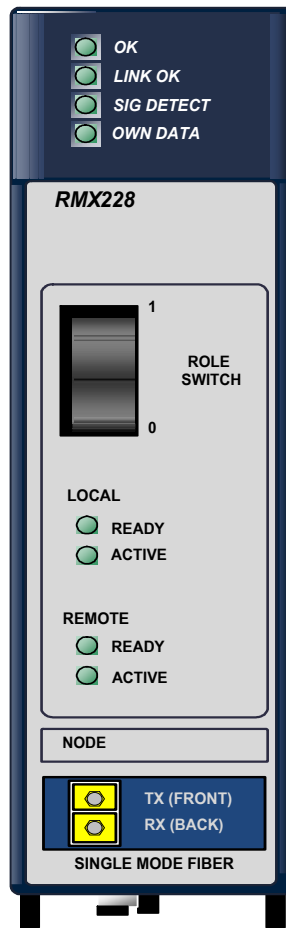 OK
LINK OK
SIG DETECT
OWN DATA
RMX228
1
ROLE
SWITCH
0
LOCAL
READY
ACTIVE
REMOTE
READY
ACTIVE
NODE
TX (FRONT)
RX (BACK)
SINGLE MODE FIBER